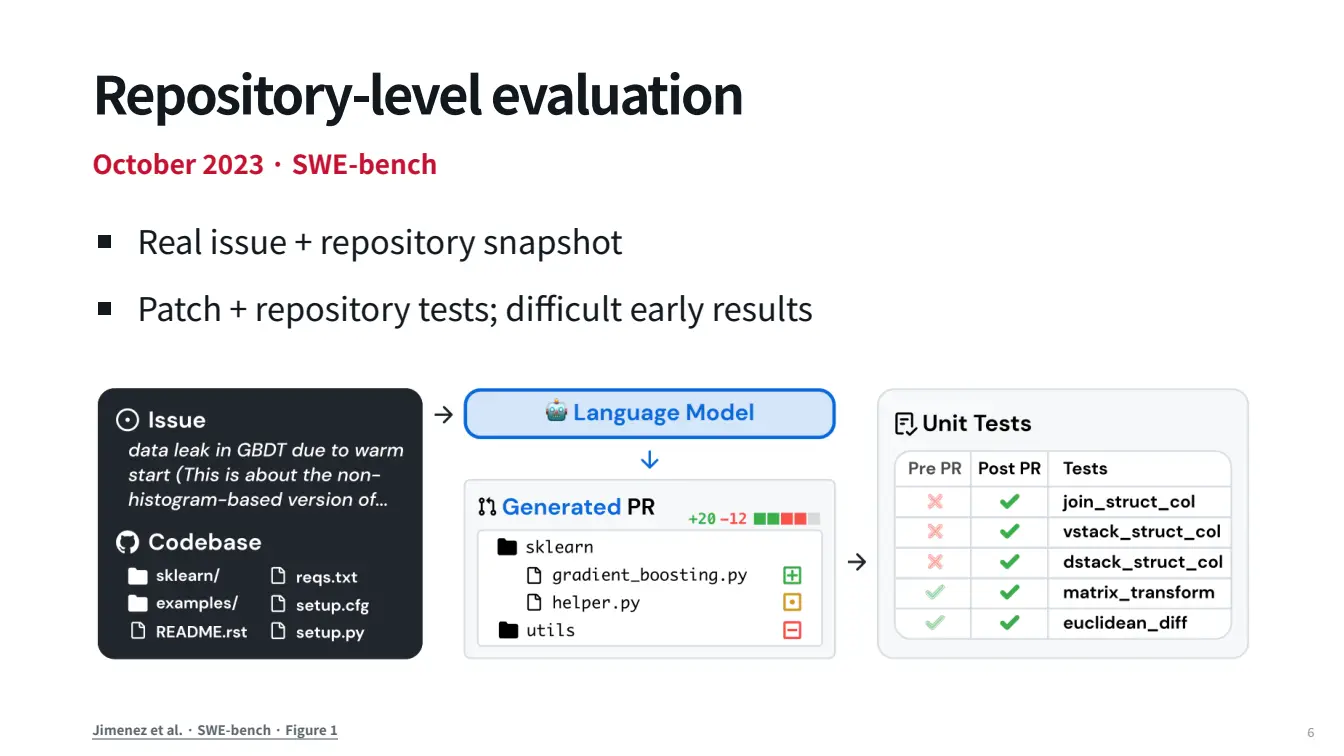 Repository-level evaluation
October 2023 · SWE-bench
Real issue + repository snapshot
Patch + repository tests; difficult early results
Issue
data leak in GBDT due to warm
start (This is about the non-
histogram-based version of...
Codebase
sklearn/
reqs.txt
examples/
setup.cfg
README.rst
setup.py
Language Model
Generated PR
+20 -12
sklearn
gradient_boosting.py
helper.py
utils
Unit Tests
Pre PR Post PR Tests
join_struct_col
vstack_struct_col
dstack_struct_col
matrix_transform
euclidean_diff
Jimenez et al. · SWE-bench · Figure 1
6